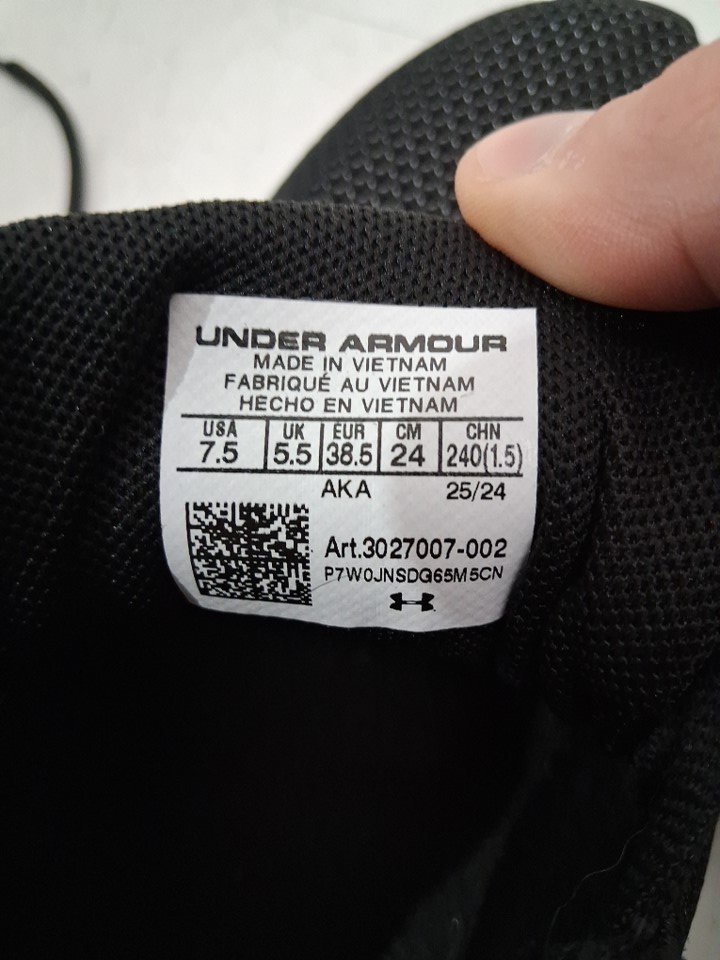 UNDER ARMOUR
MADE IN VIETNAM
FABRIQUÉ AU VIETNAM
HECHO EN VIETNAM
USA UK EUR CM CHN
7.5 5.5 38.5 24 240(1.5)
AKA 25/24
Art.3027007-002
P7W0JNSDG65M5CN